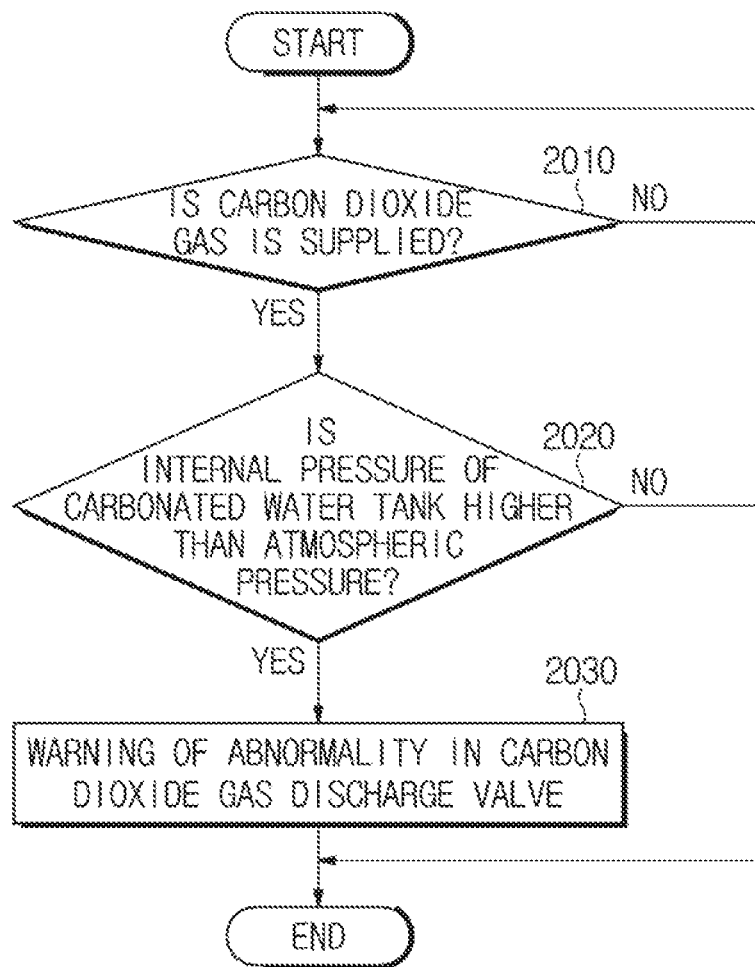 START
2010
NO
IS CARBON DIOXIDE
GAS IS SUPPLIED?
YES
2020
NO
IS
INTERNAL PRESSURE OF
CARBONATED WATER TANK HIGHER
THAN ATMOSPHERIC
PRESSURE?
YES
2030
WARNING OF ABNORMALITY IN CARBON
DIOXIDE GAS DISCHARGE VALVE
END